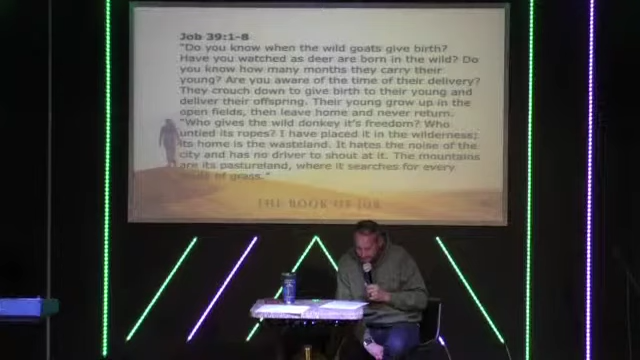 Job 39:1-8
"Do you know when the wild goats give birth?
Have you watched as deer are born in the wild? Do
you know how many months they carry their
young? Are you aware of the time of their delivery?
They crouch down to give birth to their young and
deliver their offspring. Their young grow up in the
open fields, then leave home and never return.
"Who gives the wild donkey it's freedom? Who
untied its ropes? I have placed it in the wilderness;
its home is the wasteland. It hates the noise of the
city and has no driver to shout at it. The mountains
are its pastureland, where it searches for every
of grass."
THE BOOK OF JOB